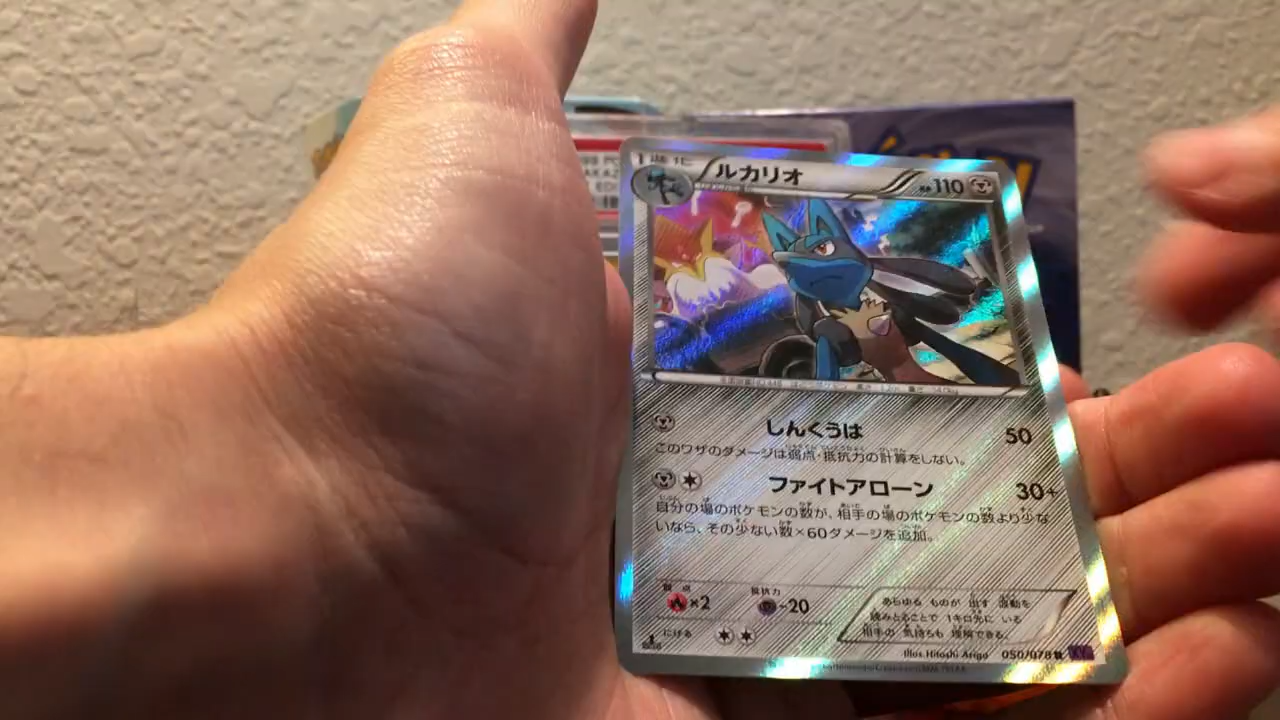 1進化
ルカリオ
HP110
しんくうは 50
このワザのダメージは弱点・抵抗力の計算をしない。
ファイトアローン 30+
自分の場のポケモンの数が、相手の場のポケモンの数より少な
いなら、その少ない数×60ダメージを追加。
弱点 抵抗力
×2 -20
にげる
あらゆる ものが 出す 波動を
読みとることで 1キロ先に いる
相手の 気持ちも 理解できる。
Illus. Hitoshi Ariga 050/078 R